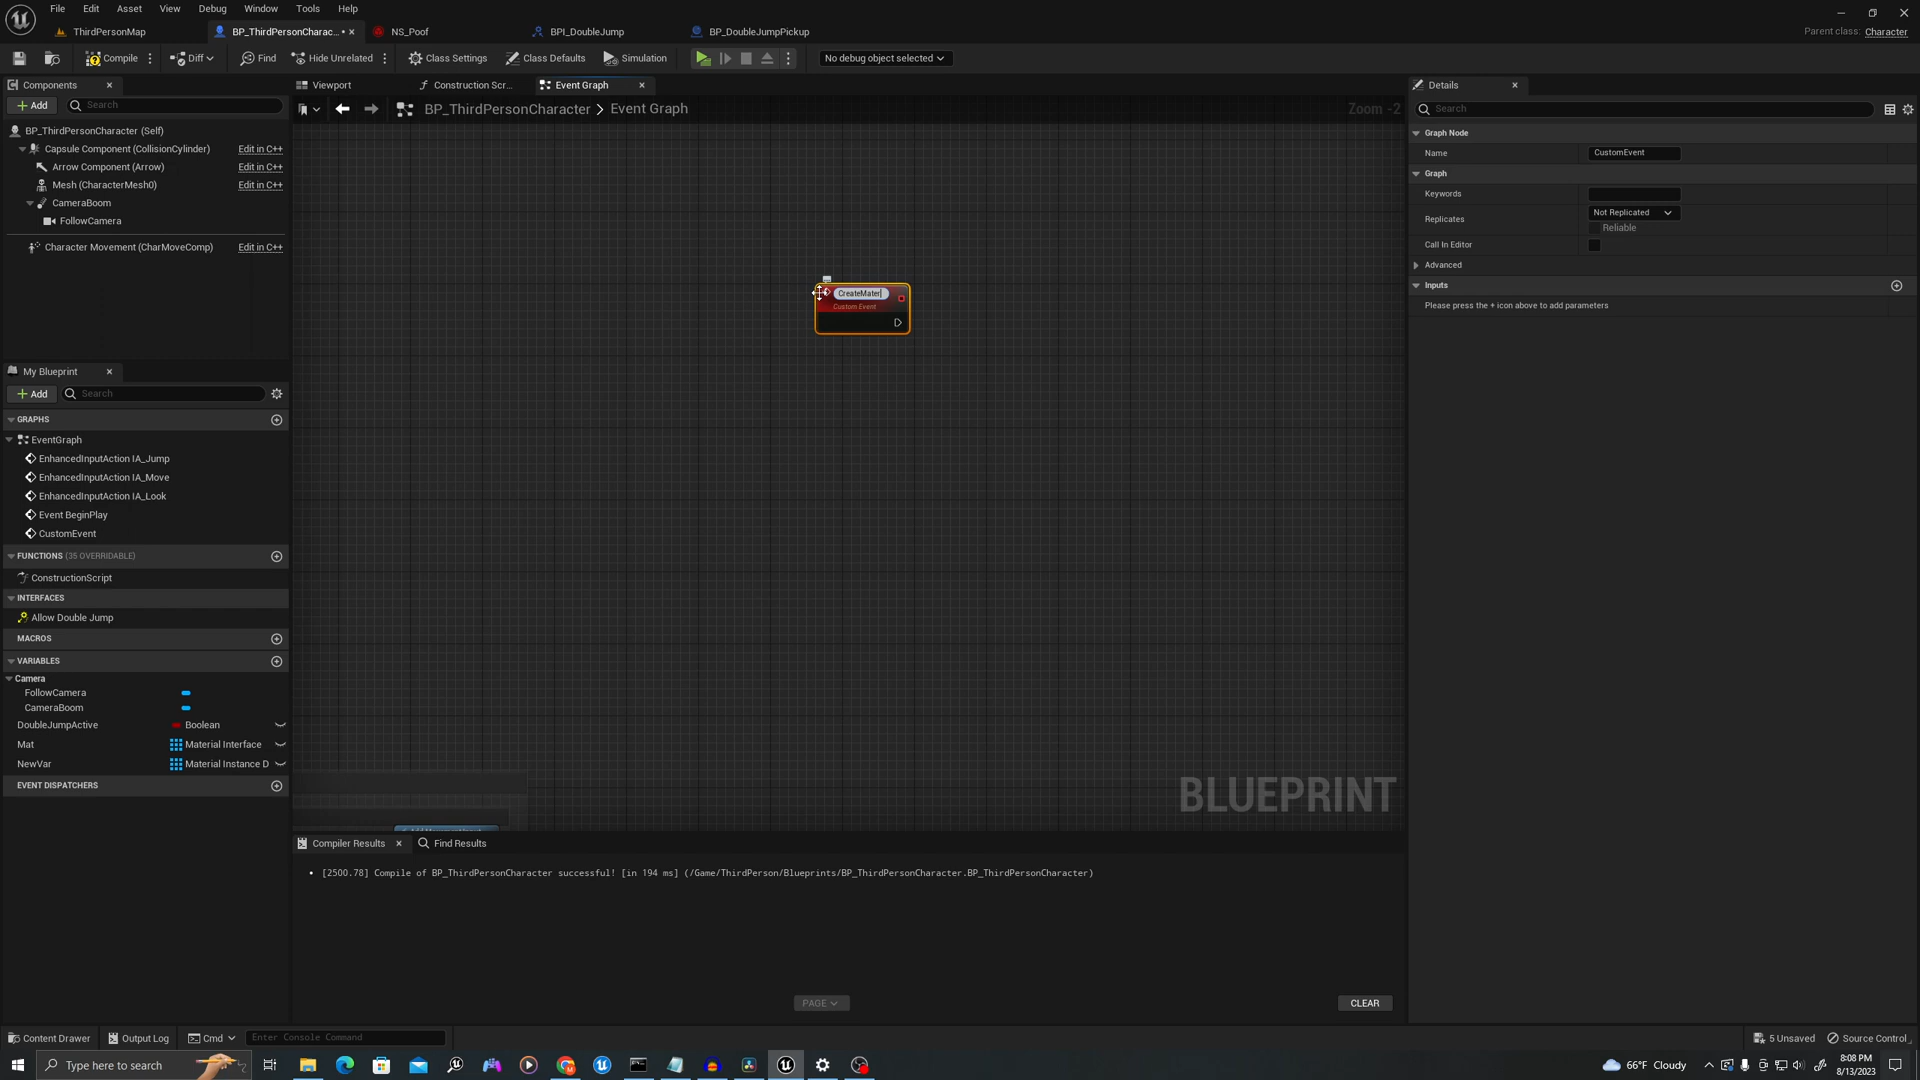 File Edit Asset View Window Debug Tools Help
ThirdPersonMap
BP_ThirdPersonCharac...•
NS_Poof
BPI_DoubleJump
BP_DoubleJumpPickup
Parent class: Character
Compile
Diff
Find
Hide Unrelated
Class Settings
Class Defaults
Simulation
No debug object selected
Components
Add
Search
BP_ThirdPersonCharacter (Self)
Capsule Component (CollisionCylinder) Edit in C++
Arrow Component (Arrow) Edit in C++
Mesh (CharacterMesh0) Edit in C++
CameraBoom
FollowCamera
Character Movement (CharMoveComp) Edit in C++
My Blueprint
Add
Search
GRAPHS
EventGraph
EnhancedInputAction IA_Jump
EnhancedInputAction IA_Move
EnhancedInputAction IA_Look
Event BeginPlay
CustomEvent
FUNCTIONS (35 OVERRIDABLE)
ConstructionScript
INTERFACES
Allow Double Jump
MACROS
VARIABLES
Camera
FollowCamera
CameraBoom
DoubleJumpActive Boolean
Mat Material Interface
NewVar Material Instance D
EVENT DISPATCHERS
Viewport
Construction Scr...
Event Graph
BP_ThirdPersonCharacter > Event Graph
Zoom -2
CreateMater
Custom Event
BLUEPRINT
Compiler Results
Find Results
[2500.78] Compile of BP_ThirdPersonCharacter successful! [in 194 ms] (/Game/ThirdPerson/Blueprints/BP_ThirdPersonCharacter.BP_ThirdPersonCharacter)
PAGE
CLEAR
Details
Search
Graph Node
Name CustomEvent
Graph
Keywords
Replicates Not Replicated
Reliable
Call In Editor
Advanced
Inputs
Please press the + icon above to add parameters
Content Drawer
Output Log
Cmd
Enter Console Command
5 Unsaved
Source Control
Type here to search
66°F Cloudy
8:08 PM
8/13/2023